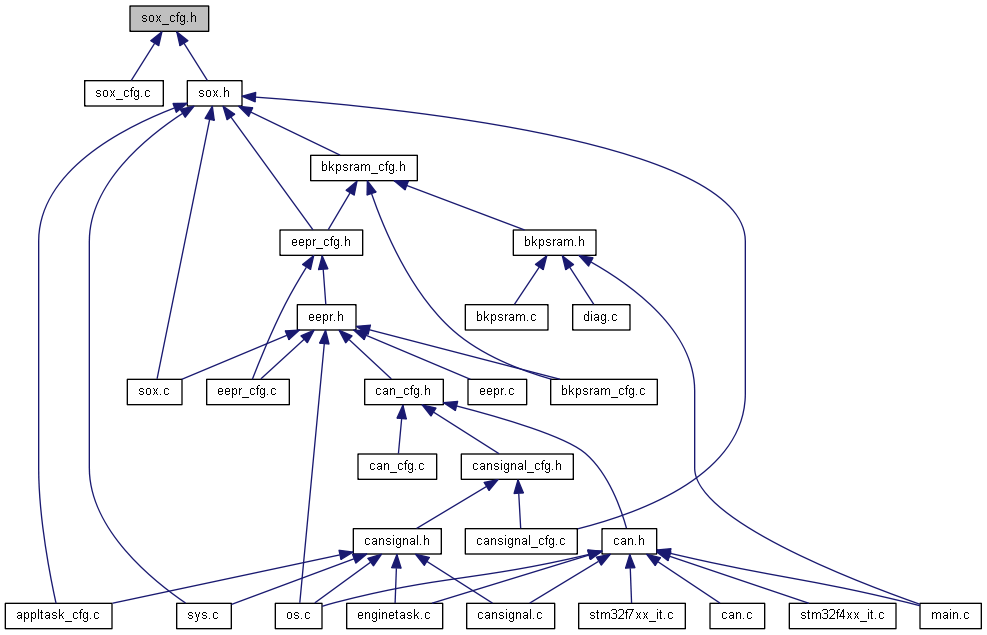 sox_cfg.h
sox_cfg.c
sox.h
bkpsram_cfg.h
eepr_cfg.h
bkpsram.h
eepr.h
bkpsram.c
diag.c
sox.c
eepr_cfg.c
can_cfg.h
eepr.c
bkpsram_cfg.c
can_cfg.c
cansignal_cfg.h
cansignal.h
cansignal_cfg.c
can.h
appltask_cfg.c
sys.c
os.c
enginetask.c
cansignal.c
stm32f7xx_it.c
can.c
stm32f4xx_it.c
main.c